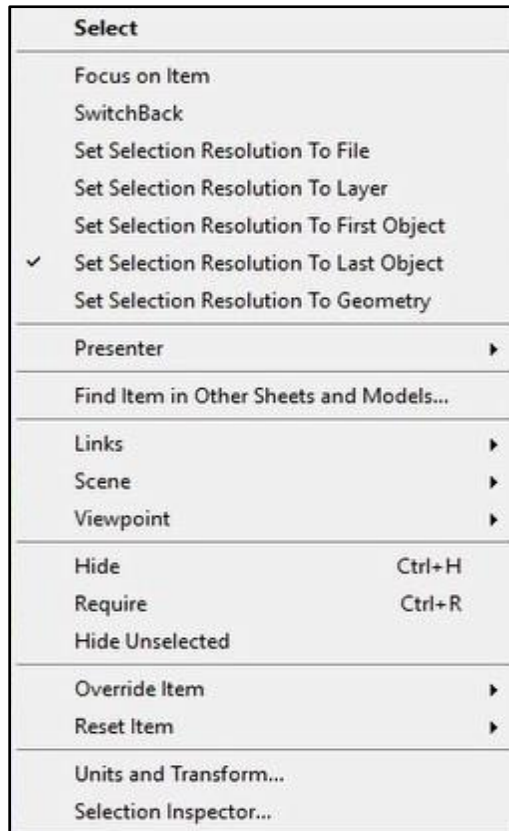 Select
Focus on Item
SwitchBack
Set Selection Resolution To File
Set Selection Resolution To Layer
Set Selection Resolution To First Object
Set Selection Resolution To Last Object
Set Selection Resolution To Geometry
Presenter
Find Item in Other Sheets and Models...
Links
Scene
Viewpoint
Hide Ctrl+H
Require Ctrl+R
Hide Unselected
Override Item
Reset Item
Units and Transform...
Selection Inspector...